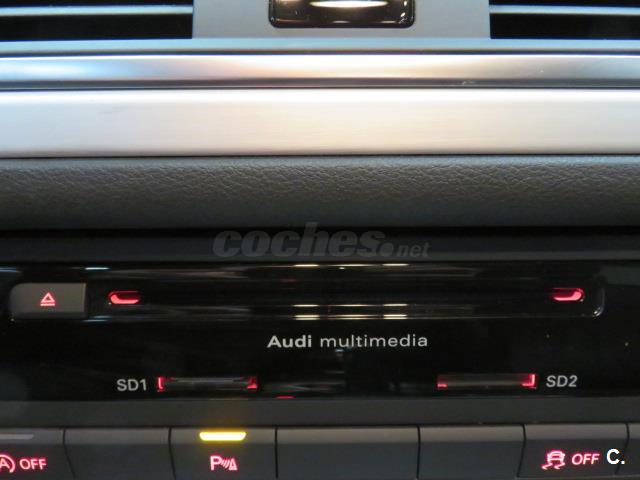 coches.net
Audi multimedia
SD1
SD2
A OFF
P
OFF
C.